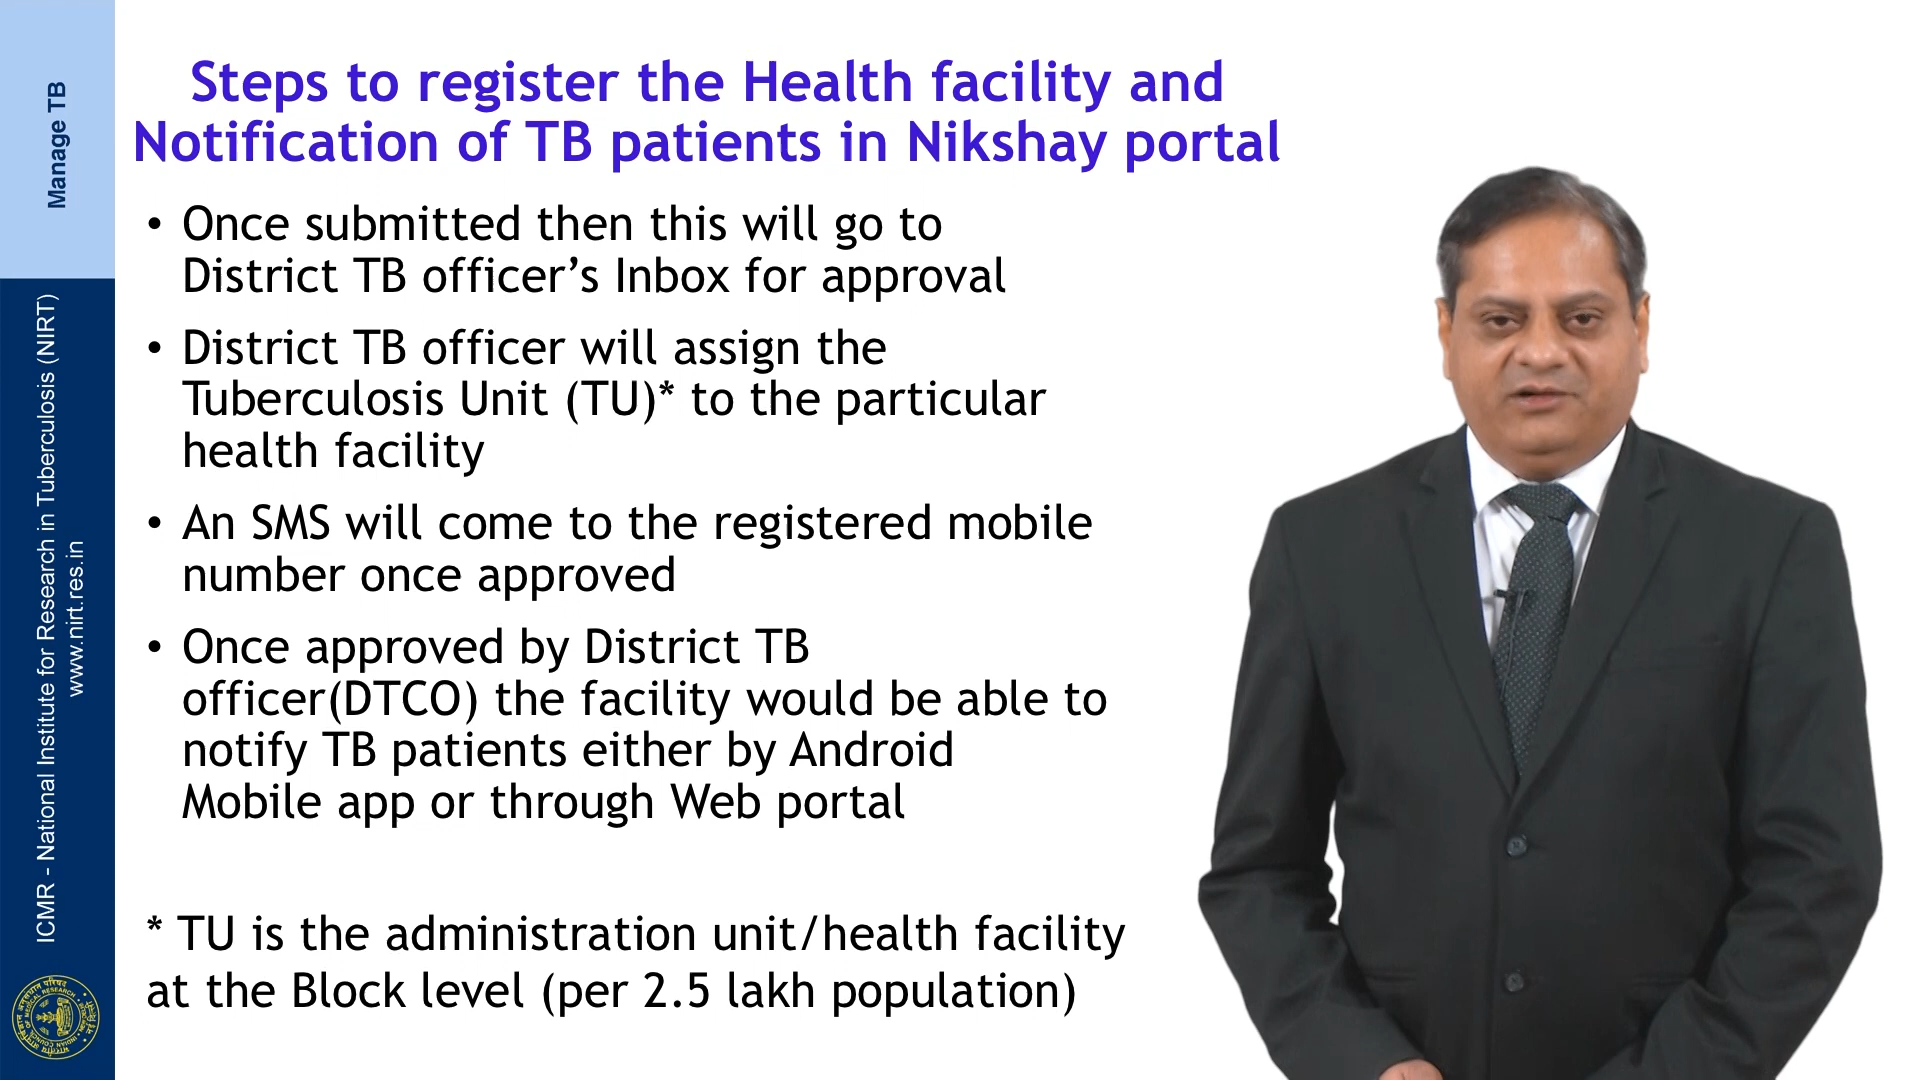 Manage TB
ICMR - National Institute for Research in Tuberculosis (NIRT)
www.nirt.res.in
Steps to register the Health facility and
Notification of TB patients in Nikshay portal
• Once submitted then this will go to
District TB officer’s Inbox for approval
• District TB officer will assign the
Tuberculosis Unit (TU)* to the particular
health facility
• An SMS will come to the registered mobile
number once approved
• Once approved by District TB
officer(DTCO) the facility would be able to
notify TB patients either by Android
Mobile app or through Web portal
* TU is the administration unit/health facility
at the Block level (per 2.5 lakh population)